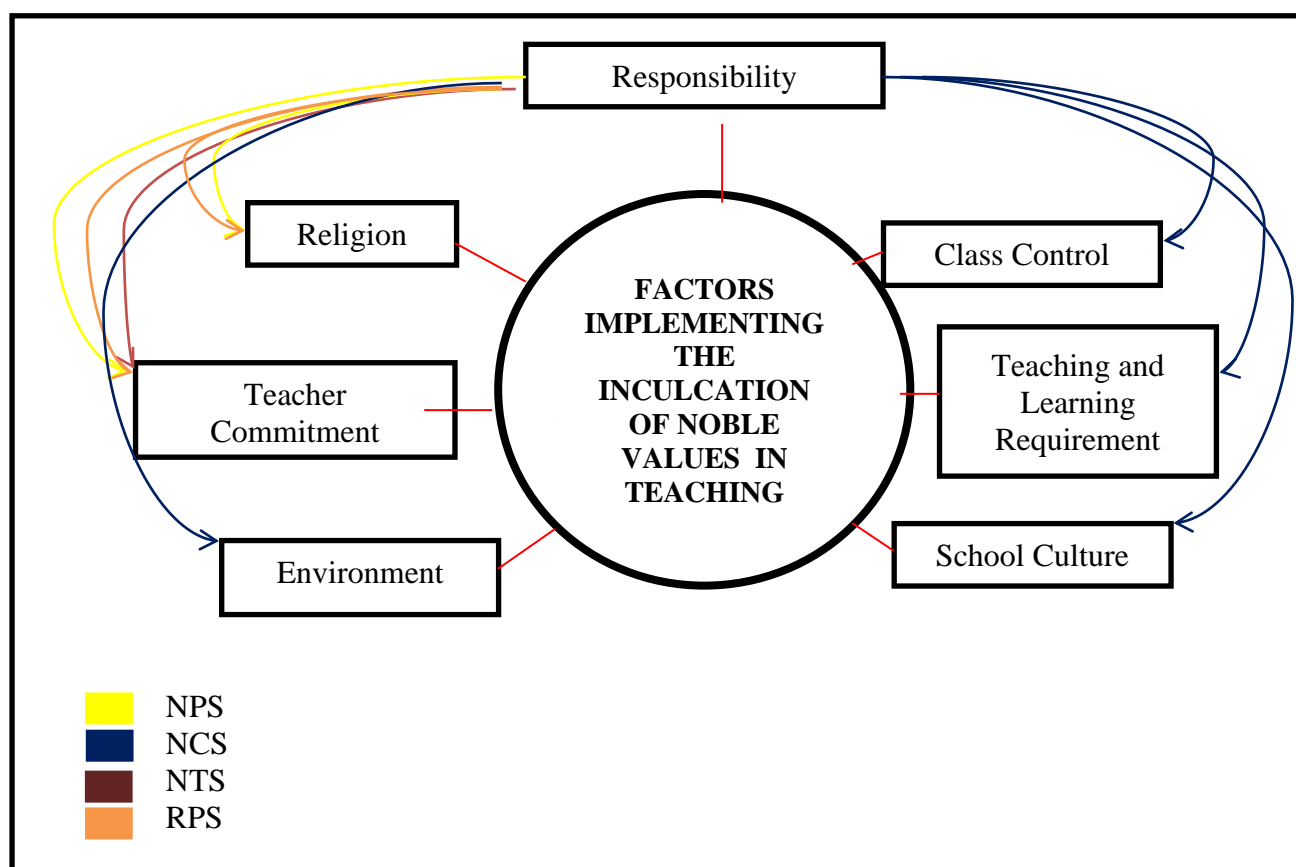 Responsibility
Religion
Class Control
FACTORS
IMPLEMENTING
THE
INCULCATION
OF NOBLE
VALUES IN
TEACHING
Teacher
Commitment
Teaching and
Learning
Requirement
Environment
School Culture
NPS
NCS
NTS
RPS